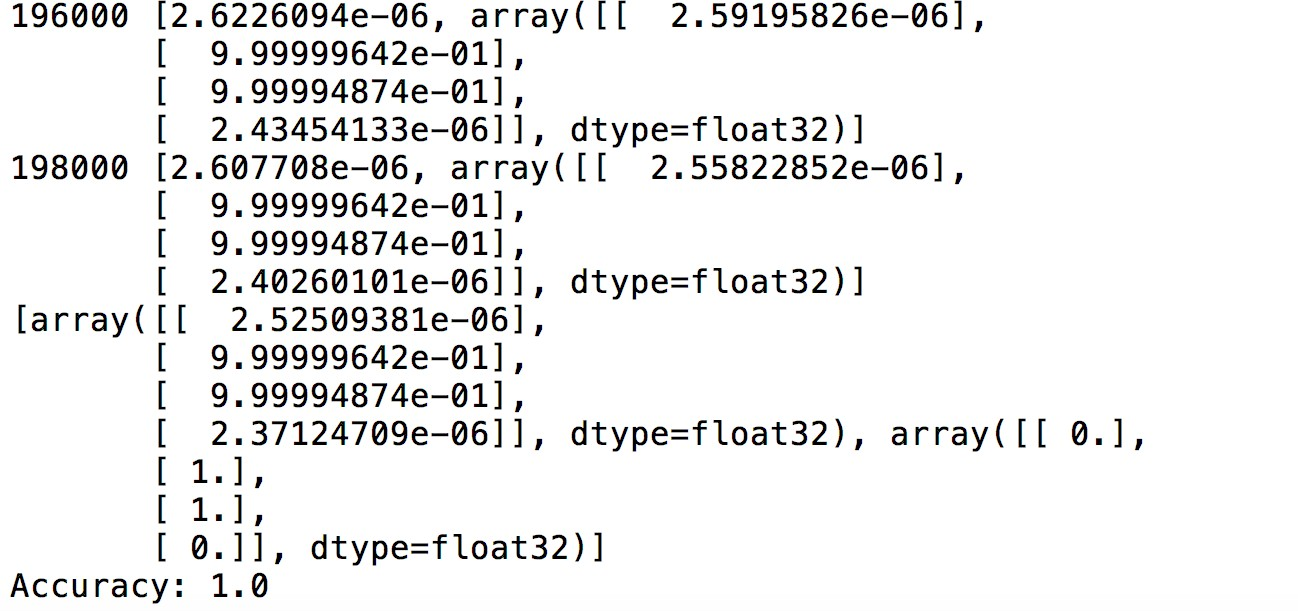 196000 [2.6226094e-06, array([[  2.59195826e-06],
       [  9.99999642e-01],
       [  9.99994874e-01],
       [  2.43454133e-06]], dtype=float32)]
198000 [2.607708e-06, array([[  2.55822852e-06],
       [  9.99999642e-01],
       [  9.99994874e-01],
       [  2.40260101e-06]], dtype=float32)]
[array([[  2.52509381e-06],
       [  9.99999642e-01],
       [  9.99994874e-01],
       [  2.37124709e-06]], dtype=float32), array([[ 0.],
       [ 1.],
       [ 1.],
       [ 0.]], dtype=float32)]
Accuracy: 1.0